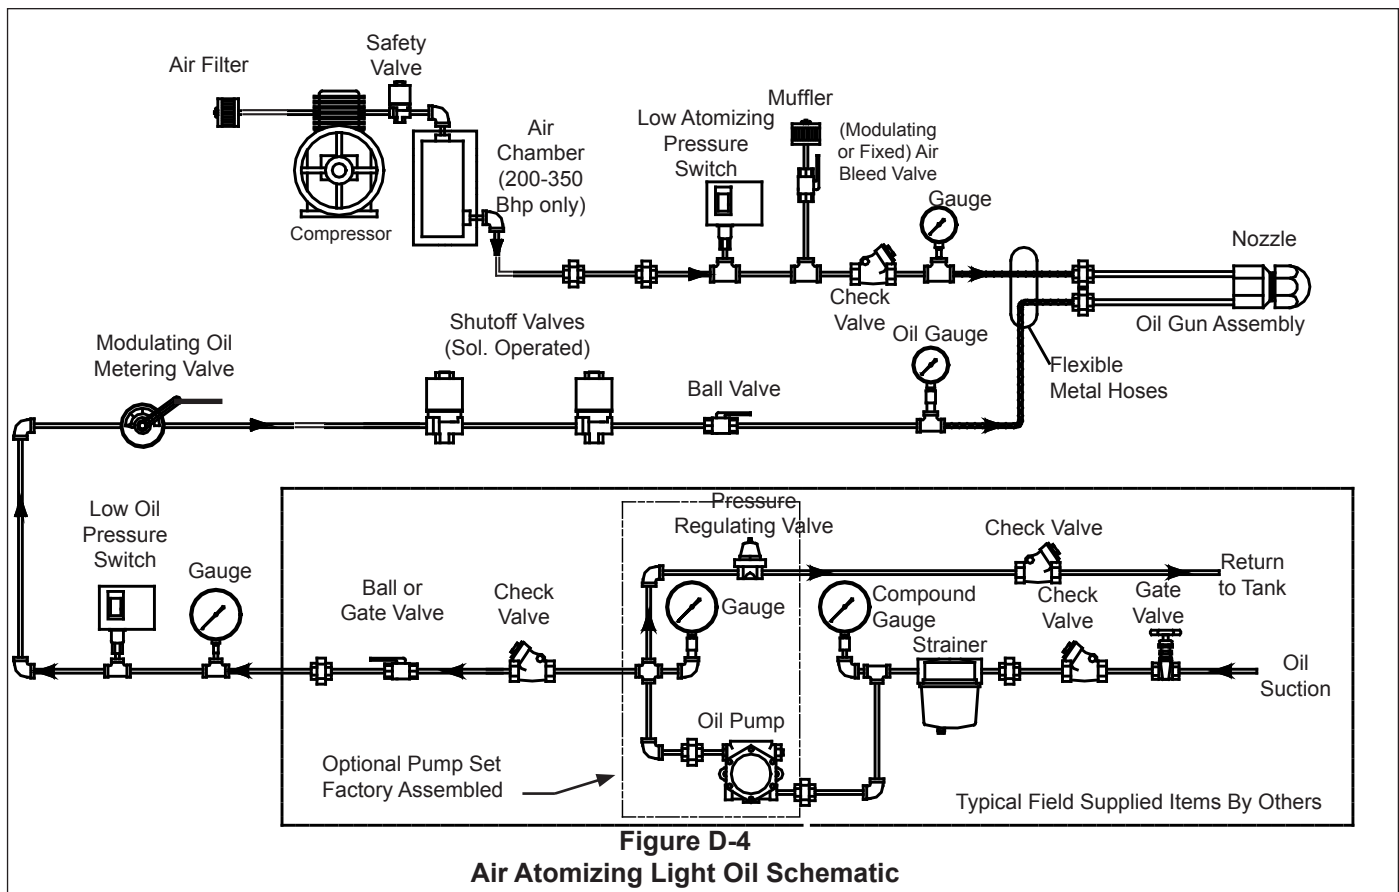 Air Filter
Safety
Valve
Compressor
Air
Chamber
(200-350
Bhp only)
Low Atomizing
Pressure
Switch
Muffler
(Modulating
or Fixed) Air
Bleed Valve
Gauge
Check
Valve
Nozzle
Oil Gun Assembly
Flexible
Metal Hoses
Modulating Oil
Metering Valve
Shutoff Valves
(Sol. Operated)
Ball Valve
Oil Gauge
Low Oil
Pressure
Switch
Gauge
Ball or
Gate Valve
Check
Valve
Pressure
Regulating Valve
Gauge
Compound
Gauge
Strainer
Check Valve
Check
Valve
Gate
Valve
Return
to Tank
Oil
Suction
Oil Pump
Optional Pump Set
Factory Assembled
Typical Field Supplied Items By Others
Figure D-4
Air Atomizing Light Oil Schematic